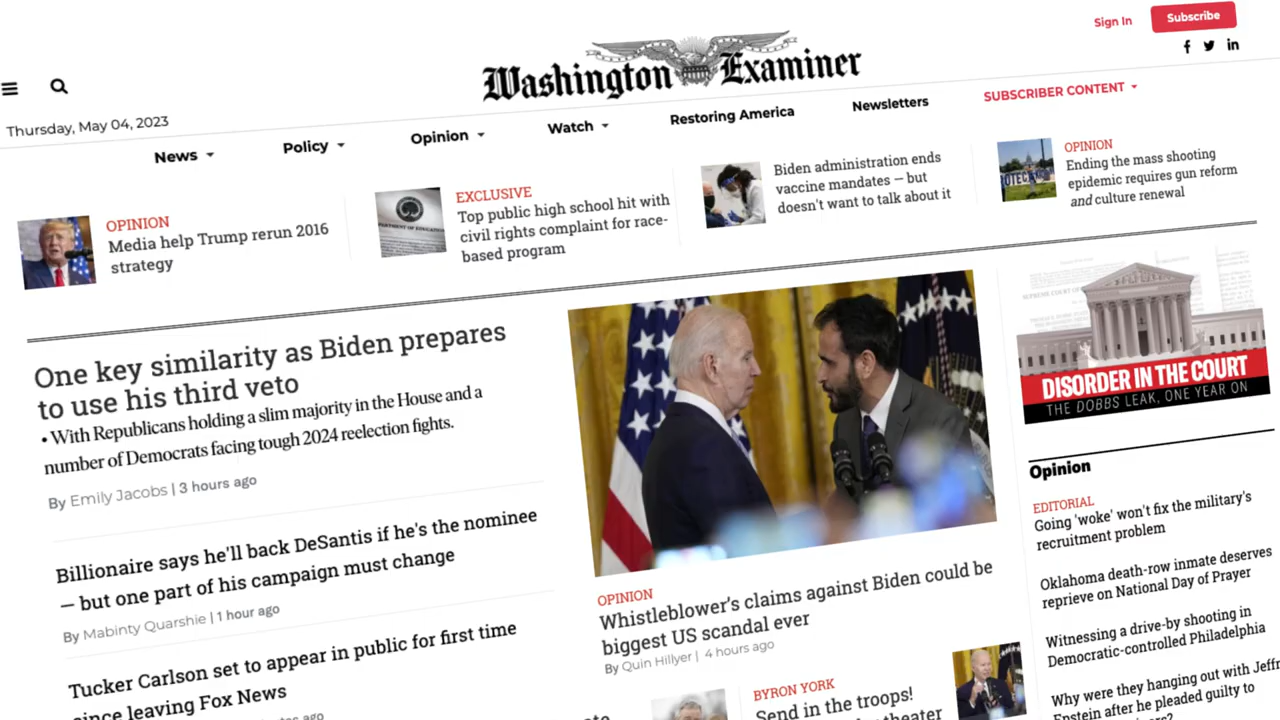 Sign In
Subscribe
Washington Examiner
Thursday, May 04, 2023
News
Policy
Opinion
Watch
Restoring America
Newsletters
SUBSCRIBER CONTENT
OPINION
Media help Trump rerun 2016
strategy
EXCLUSIVE
Top public high school hit with
civil rights complaint for race-
based program
Biden administration ends
vaccine mandates — but
doesn't want to talk about it
OPINION
Ending the mass shooting
epidemic requires gun reform
and culture renewal
One key similarity as Biden prepares
to use his third veto
• With Republicans holding a slim majority in the House and a
number of Democrats facing tough 2024 reelection fights.
By Emily Jacobs | 3 hours ago
Billionaire says he'll back DeSantis if he's the nominee
— but one part of his campaign must change
By Mabinty Quarshie | 1 hour ago
Tucker Carlson set to appear in public for first time
since leaving Fox News
ago
OPINION
Whistleblower's claims against Biden could be
biggest US scandal ever
By Quin Hillyer | 4 hours ago
BYRON YORK
Send in the troops!
theater
DISORDER IN THE COURT
THE DOBBS LEAK, ONE YEAR ON
Opinion
EDITORIAL
Going 'woke' won't fix the military's
recruitment problem
Oklahoma death-row inmate deserves
reprieve on National Day of Prayer
Witnessing a drive-by shooting in
Democratic-controlled Philadelphia
Why were they hanging out with Jeffr
Epstein after he pleaded guilty to